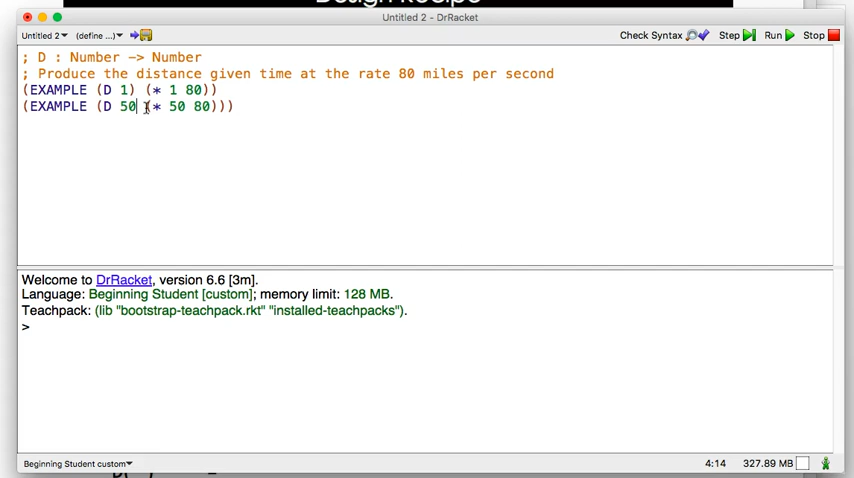 Untitled 2 - DrRacket
Untitled 2 (define ...) Check Syntax Step Run Stop
; D : Number -> Number
; Produce the distance given time at the rate 80 miles per second
(EXAMPLE (D 1) (* 1 80))
(EXAMPLE (D 50 (* 50 80)))
Welcome to DrRacket, version 6.6 [3m].
Language: Beginning Student [custom]; memory limit: 128 MB.
Teachpack: (lib "bootstrap-teachpack.rkt" "installed-teachpacks").
>
Beginning Student custom 4:14 327.89 MB